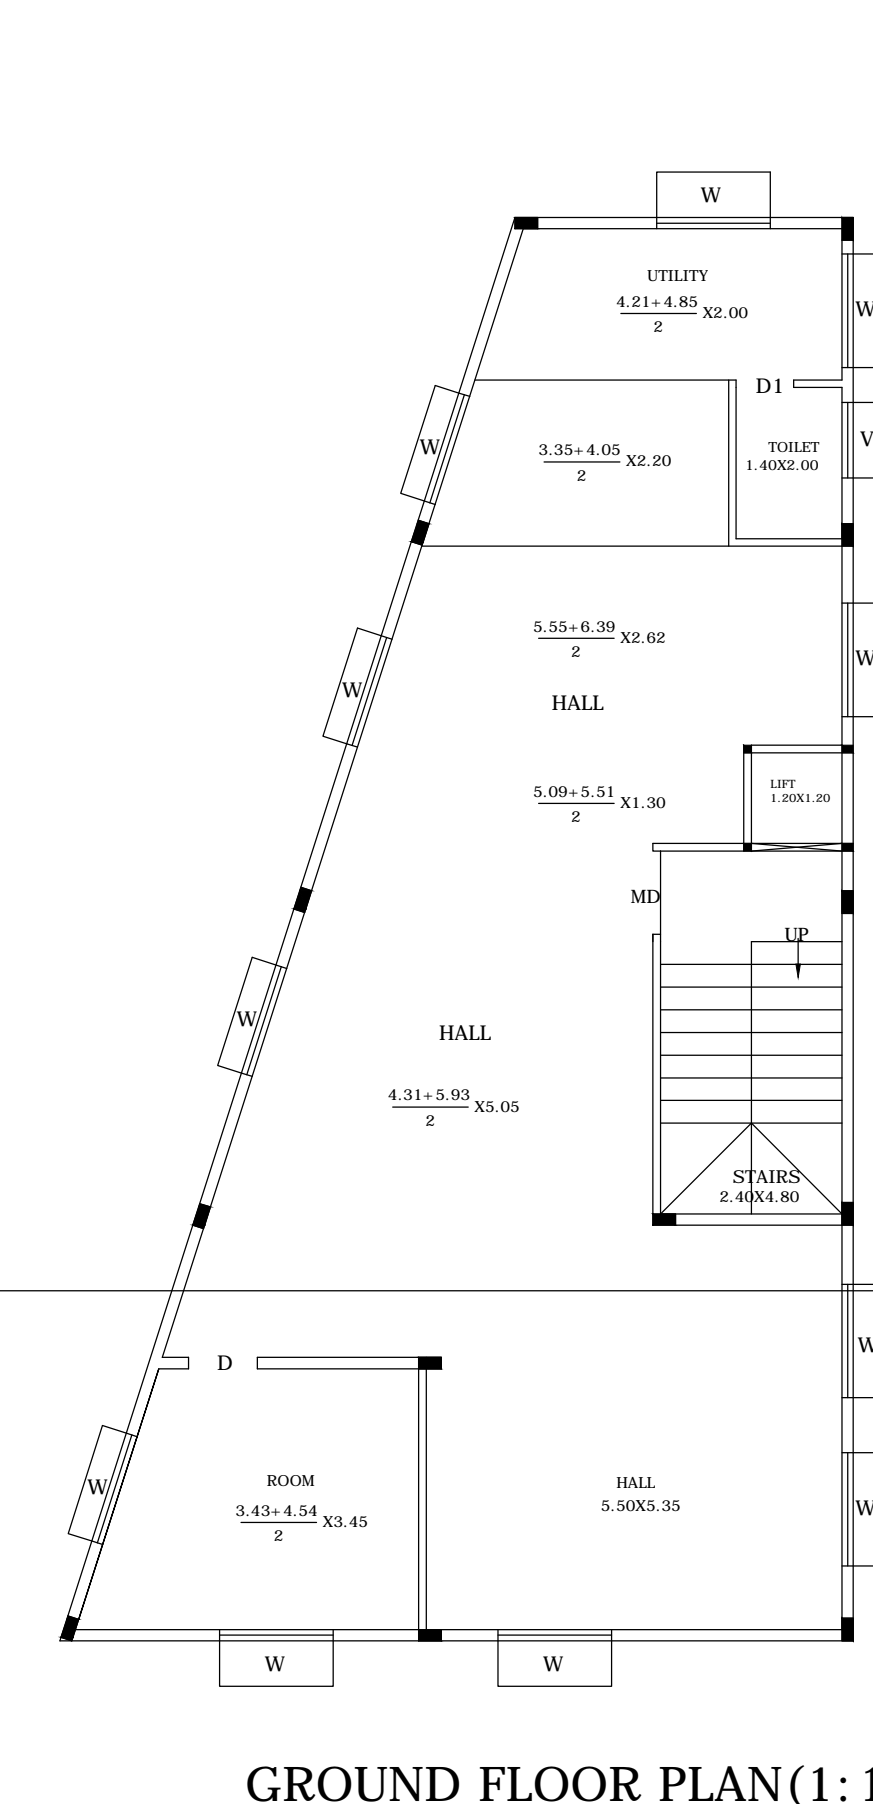 W
UTILITY
4.21+4.85
X2.00
2
W
D1
W
V
TOILET
1.40X2.00
3.35+4.05
X2.20
2
5.55+6.39
X2.62
2
W
W
HALL
LIFT
1.20X1.20
5.09+5.51
X1.30
2
MD
UP
W
HALL
4.31+5.93
X5.05
2
STAIRS
2.40X4.80
W
D
W
ROOM
3.43+4.54
X3.45
2
HALL
5.50X5.35
W
W
W
GROUND FLOOR PLAN(1:1